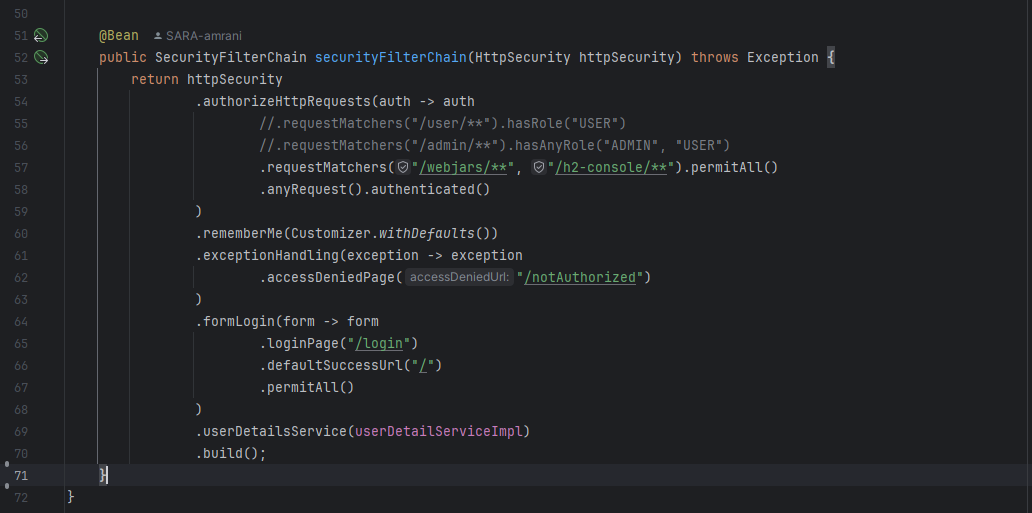 50
51 @Bean SARA-amrani
52 public SecurityFilterChain securityFilterChain(HttpSecurity httpSecurity) throws Exception {
53 return httpSecurity
54 .authorizeHttpRequests(auth -> auth
55 //.requestMatchers("/user/**").hasRole("USER")
56 //.requestMatchers("/admin/**").hasAnyRole("ADMIN", "USER")
57 .requestMatchers("/webjars/**", "/h2-console/**").permitAll()
58 .anyRequest().authenticated()
59 )
60 .rememberMe(Customizer.withDefaults())
61 .exceptionHandling(exception -> exception
62 .accessDeniedPage( accessDeniedUrl: "/notAuthorized")
63 )
64 .formLogin(form -> form
65 .loginPage("/login")
66 .defaultSuccessUrl("/")
67 .permitAll()
68 )
69 .userDetailsService(userDetailServiceImpl)
70 .build();
71 }
72 }